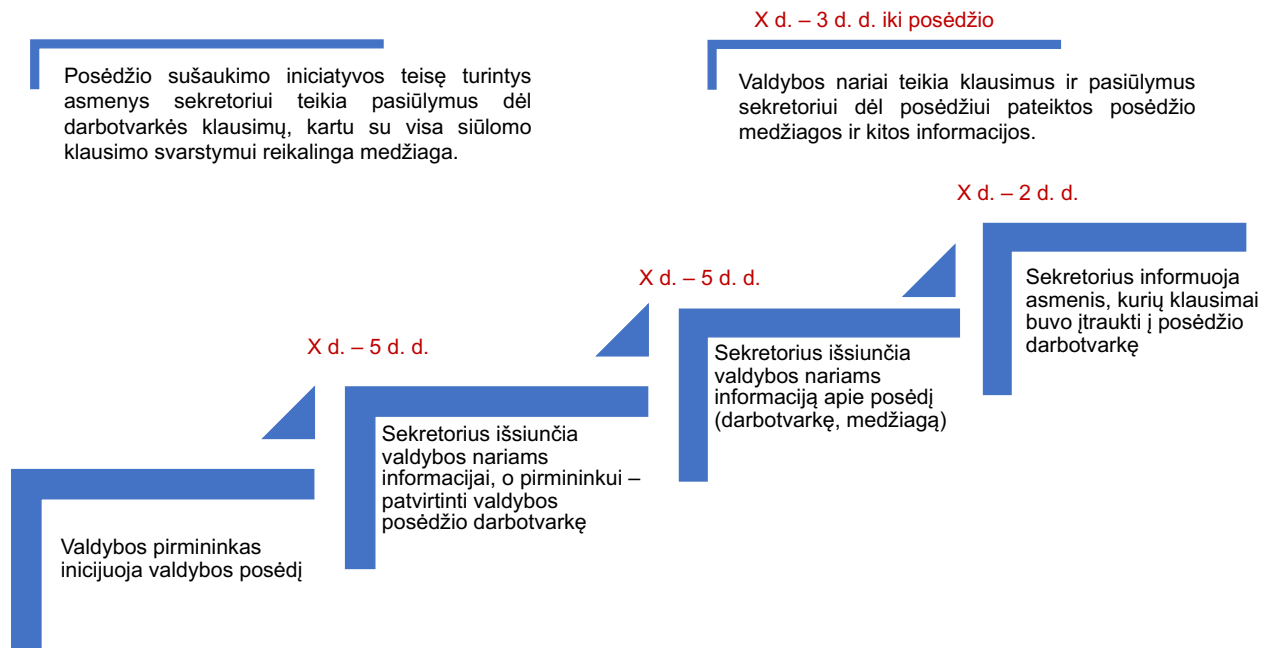 X d. – 3 d. d. iki posėdžio
Posėdžio sušaukimo iniciatyvos teisę turintys
asmenys sekretoriui teikia pasiūlymus dėl
darbotvarkės klausimų, kartu su visa siūlomo
klausimo svarstymui reikalinga medžiaga.
Valdybos nariai teikia klausimus ir pasiūlymus
sekretoriui dėl posėdžiui pateiktos posėdžio
medžiagos ir kitos informacijos.
Valdybos pirmininkas
inicijuoja valdybos posėdį
X d. – 5 d. d.
Sekretorius išsiunčia
valdybos nariams
informacijai, o pirmininkui –
patvirtinti valdybos
posėdžio darbotvarkę
X d. – 5 d. d.
Sekretorius išsiunčia
valdybos nariams
informaciją apie posėdį
(darbotvarkę, medžiagą)
X d. – 2 d. d.
Sekretorius informuoja
asmenis, kurių klausimai
buvo įtraukti į posėdžio
darbotvarkę